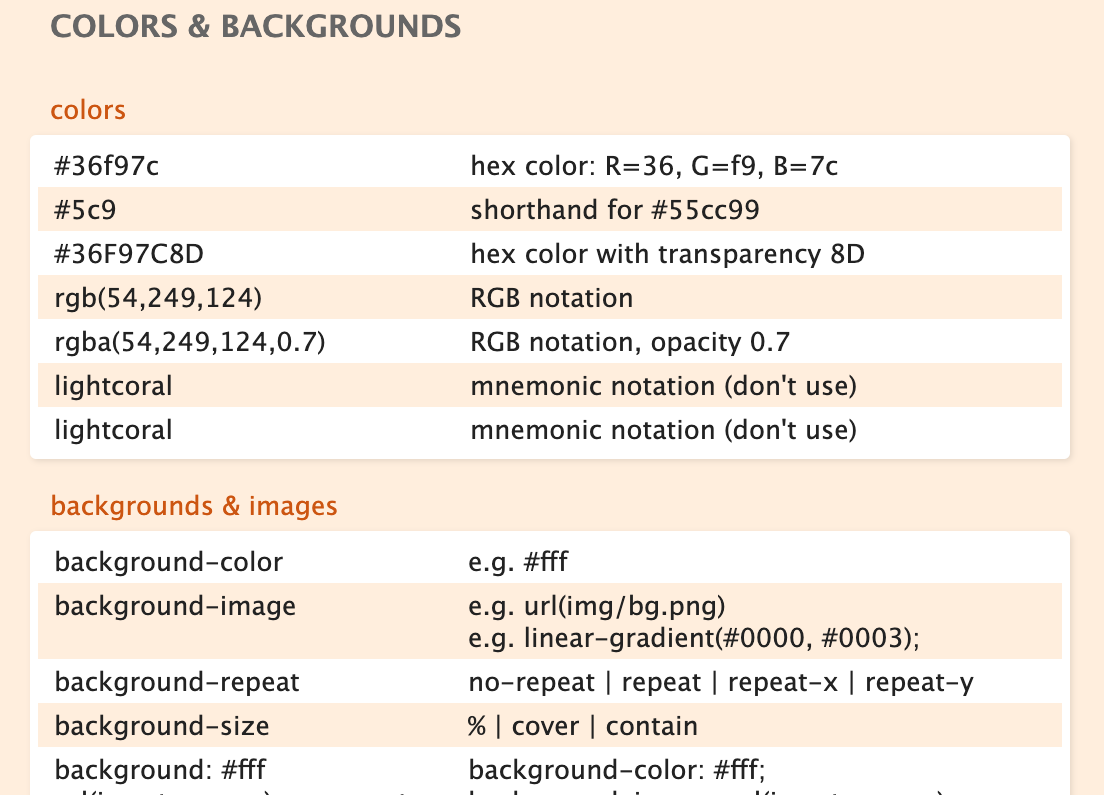 COLORS & BACKGROUNDS
colors
#36f97c hex color: R=36, G=f9, B=7c
#5c9 shorthand for #55cc99
#36F97C8D hex color with transparency 8D
rgb(54,249,124) RGB notation
rgba(54,249,124,0.7) RGB notation, opacity 0.7
lightcoral mnemonic notation (don't use)
lightcoral mnemonic notation (don't use)
backgrounds & images
background-color e.g. #fff
background-image e.g. url(img/bg.png)
e.g. linear-gradient(#0000, #0003);
background-repeat no-repeat | repeat | repeat-x | repeat-y
background-size % | cover | contain
background: #fff background-color: #fff;